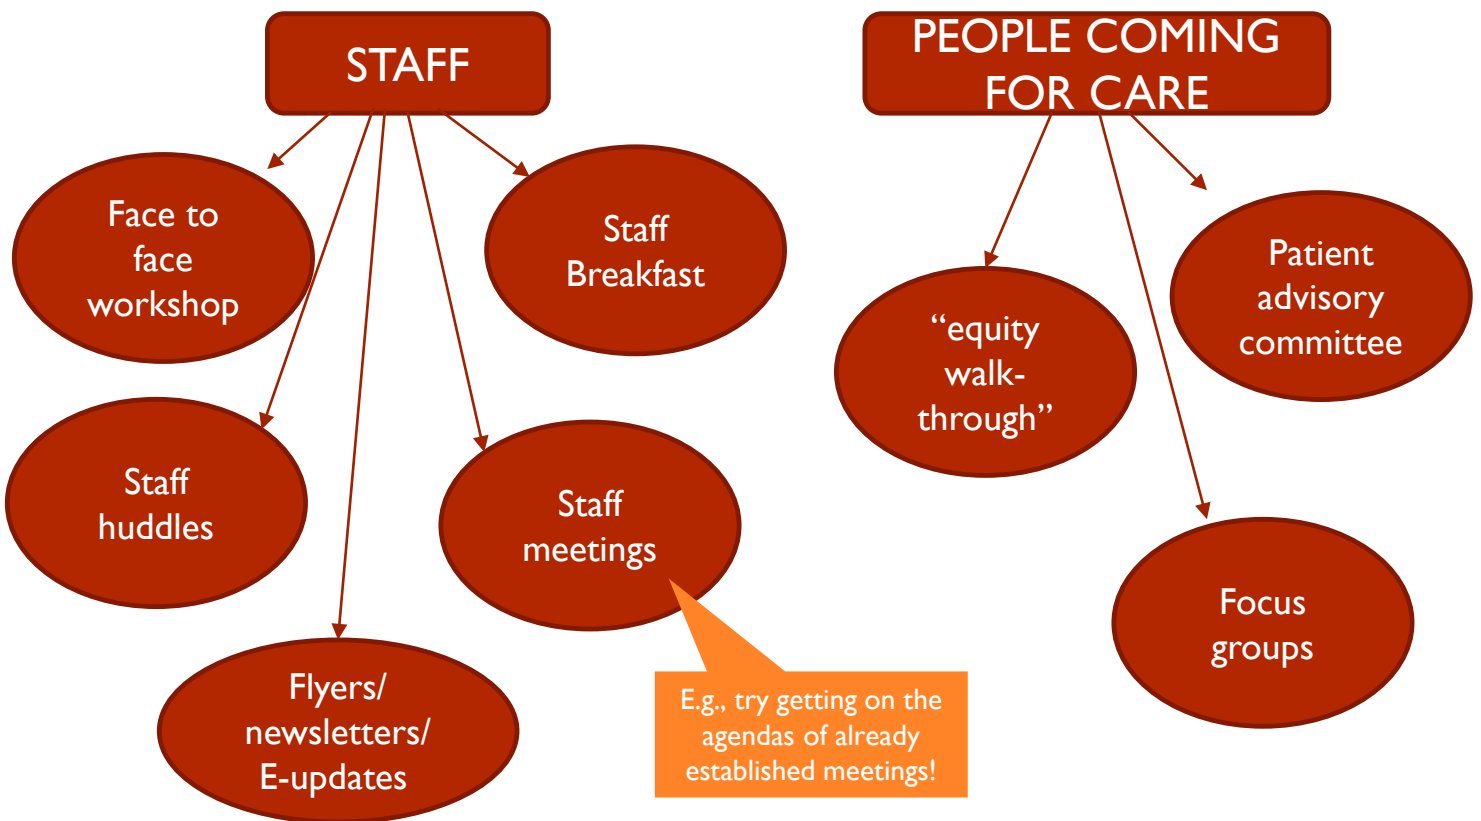 STAFF
PEOPLE COMING
FOR CARE
Face to
face
workshop
Staff
Breakfast
“equity
walk-
through”
Patient
advisory
committee
Staff
huddles
Staff
meetings
Focus
groups
Flyers/
newsletters/
E-updates
E.g., try getting on the
agendas of already
established meetings!